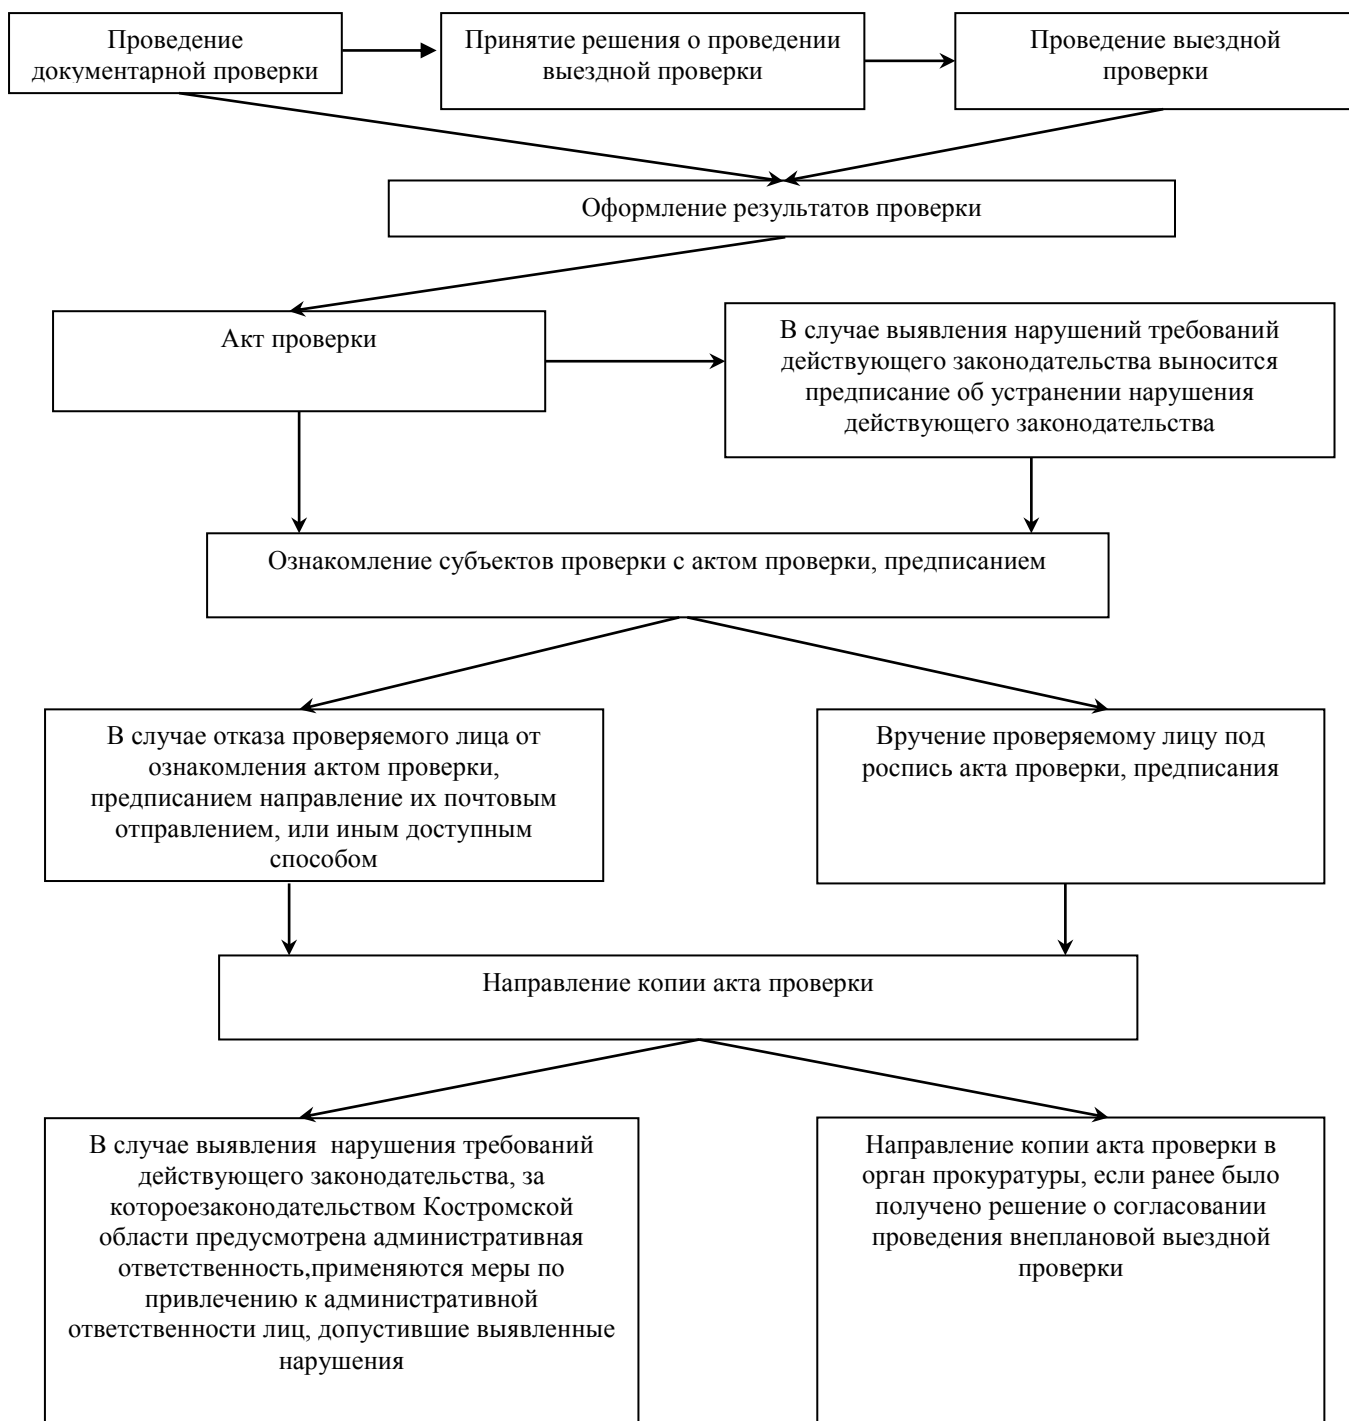 Проведение
документарной проверки
Принятие решения о проведении
выездной проверки
Проведение выездной
проверки
Оформление результатов проверки
Акт проверки
В случае выявления нарушений требований
действующего законодательства выносится
предписание об устранении нарушения
действующего законодательства
Ознакомление субъектов проверки с актом проверки, предписанием
В случае отказа проверяемого лица от
ознакомления актом проверки,
предписанием направление их почтовым
отправлением, или иным доступным
способом
Вручение проверяемому лицу под
роспись акта проверки, предписания
Направление копии акта проверки
В случае выявления  нарушения требований
действующего законодательства, за
котороезаконодательством Костромской
области предусмотрена административная
ответственность,применяются меры по
привлечению к административной
ответственности лиц, допустившие выявленные
нарушения
Направление копии акта проверки в
орган прокуратуры, если ранее было
получено решение о согласовании
проведения внеплановой выездной
проверки